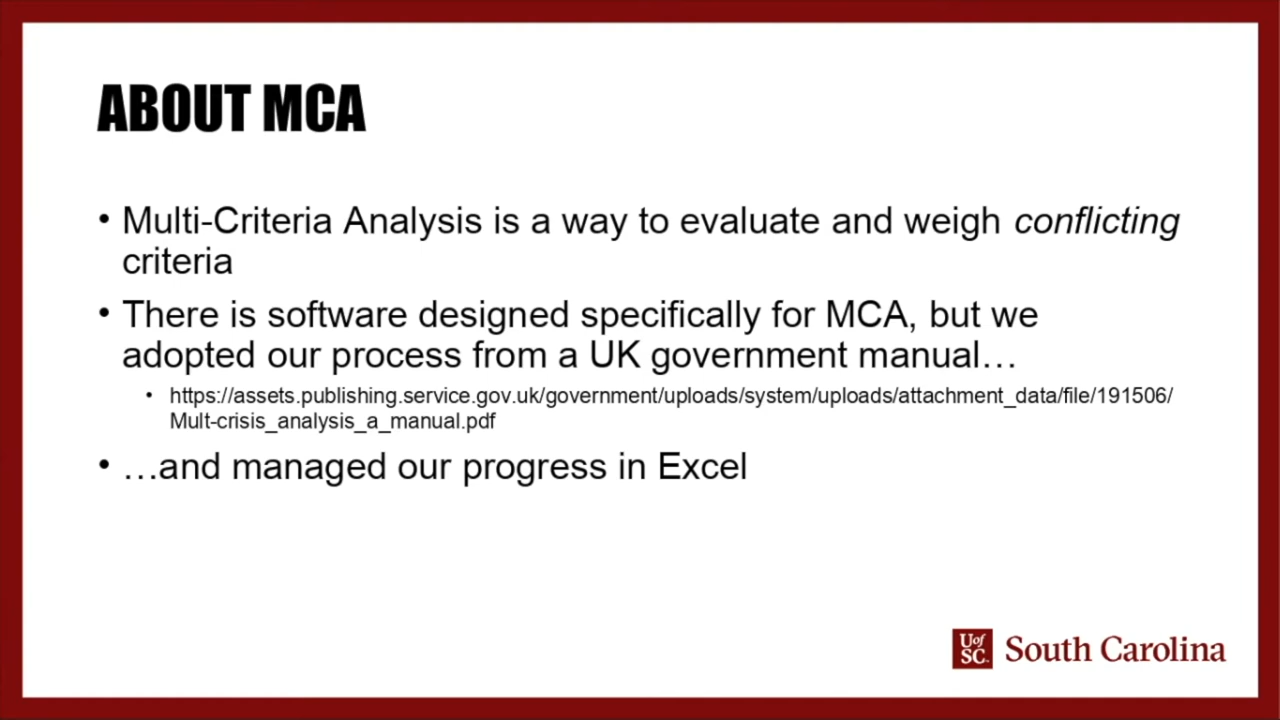 ABOUT MCA
• Multi-Criteria Analysis is a way to evaluate and weigh conflicting
criteria
• There is software designed specifically for MCA, but we
adopted our process from a UK government manual…
• https://assets.publishing.service.gov.uk/government/uploads/system/uploads/attachment_data/file/191506/
Mult-crisis_analysis_a_manual.pdf
• …and managed our progress in Excel
UofSC. South Carolina